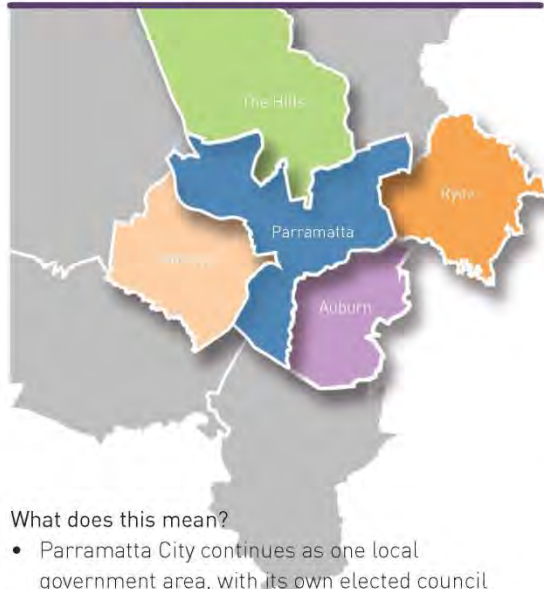 The Hills
Ryde
Parramatta
Auburn
What does this mean?
• Parramatta City continues as one local
government area, with its own elected council